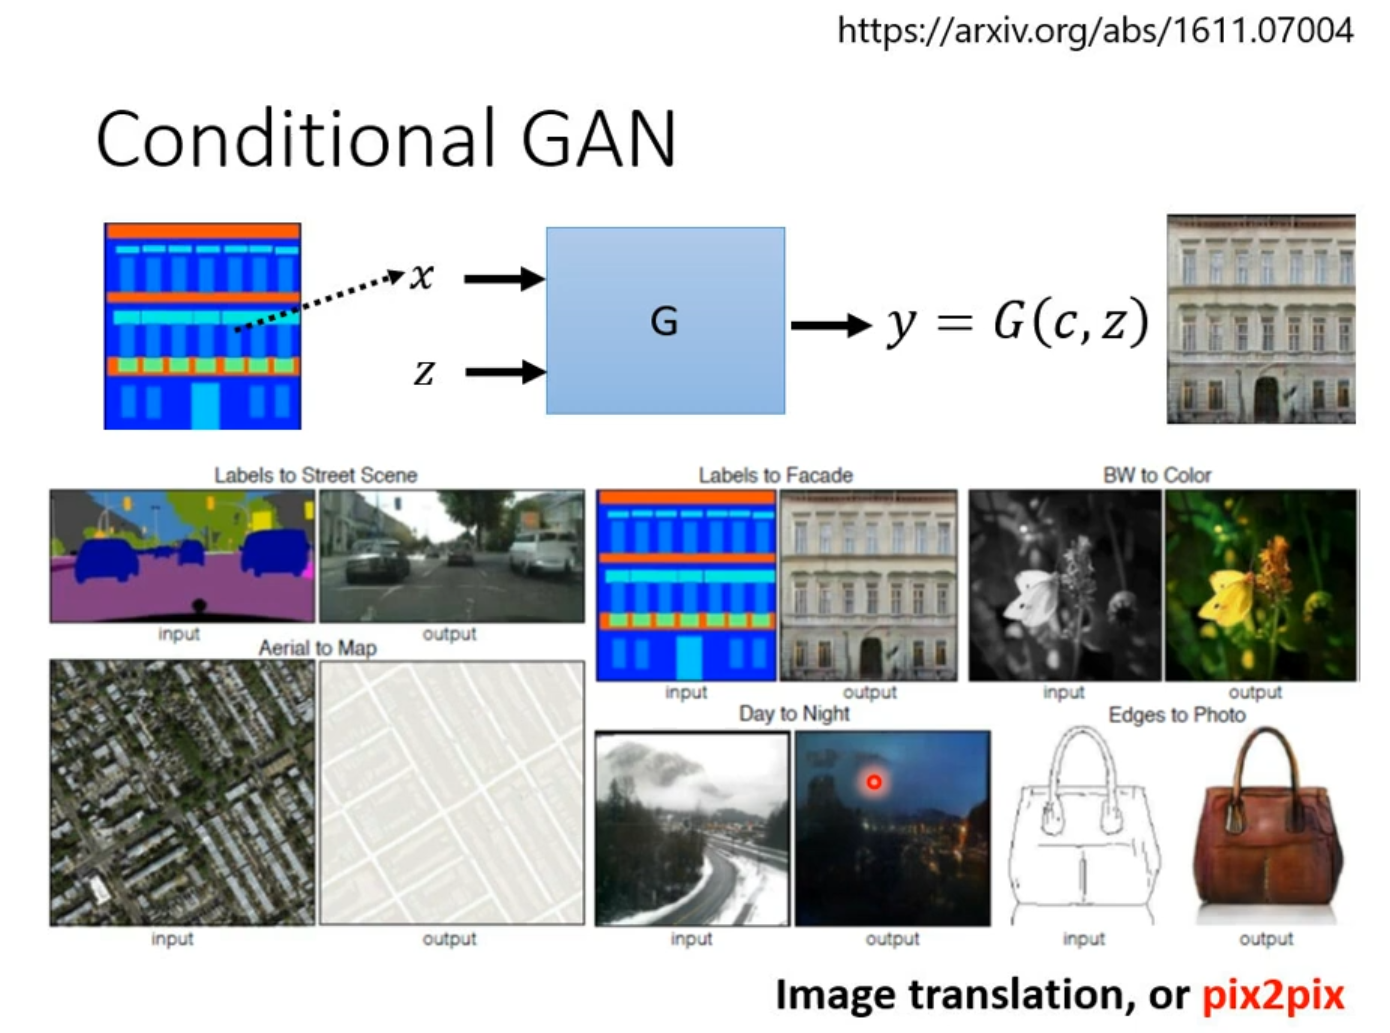 https://arxiv.org/abs/1611.07004
Conditional GAN
x
z
G
y = G(c, z)
Labels to Street Scene
input
output
Labels to Facade
input
output
BW to Color
input
output
Aerial to Map
input
output
Day to Night
input
output
Edges to Photo
input
output
Image translation, or pix2pix